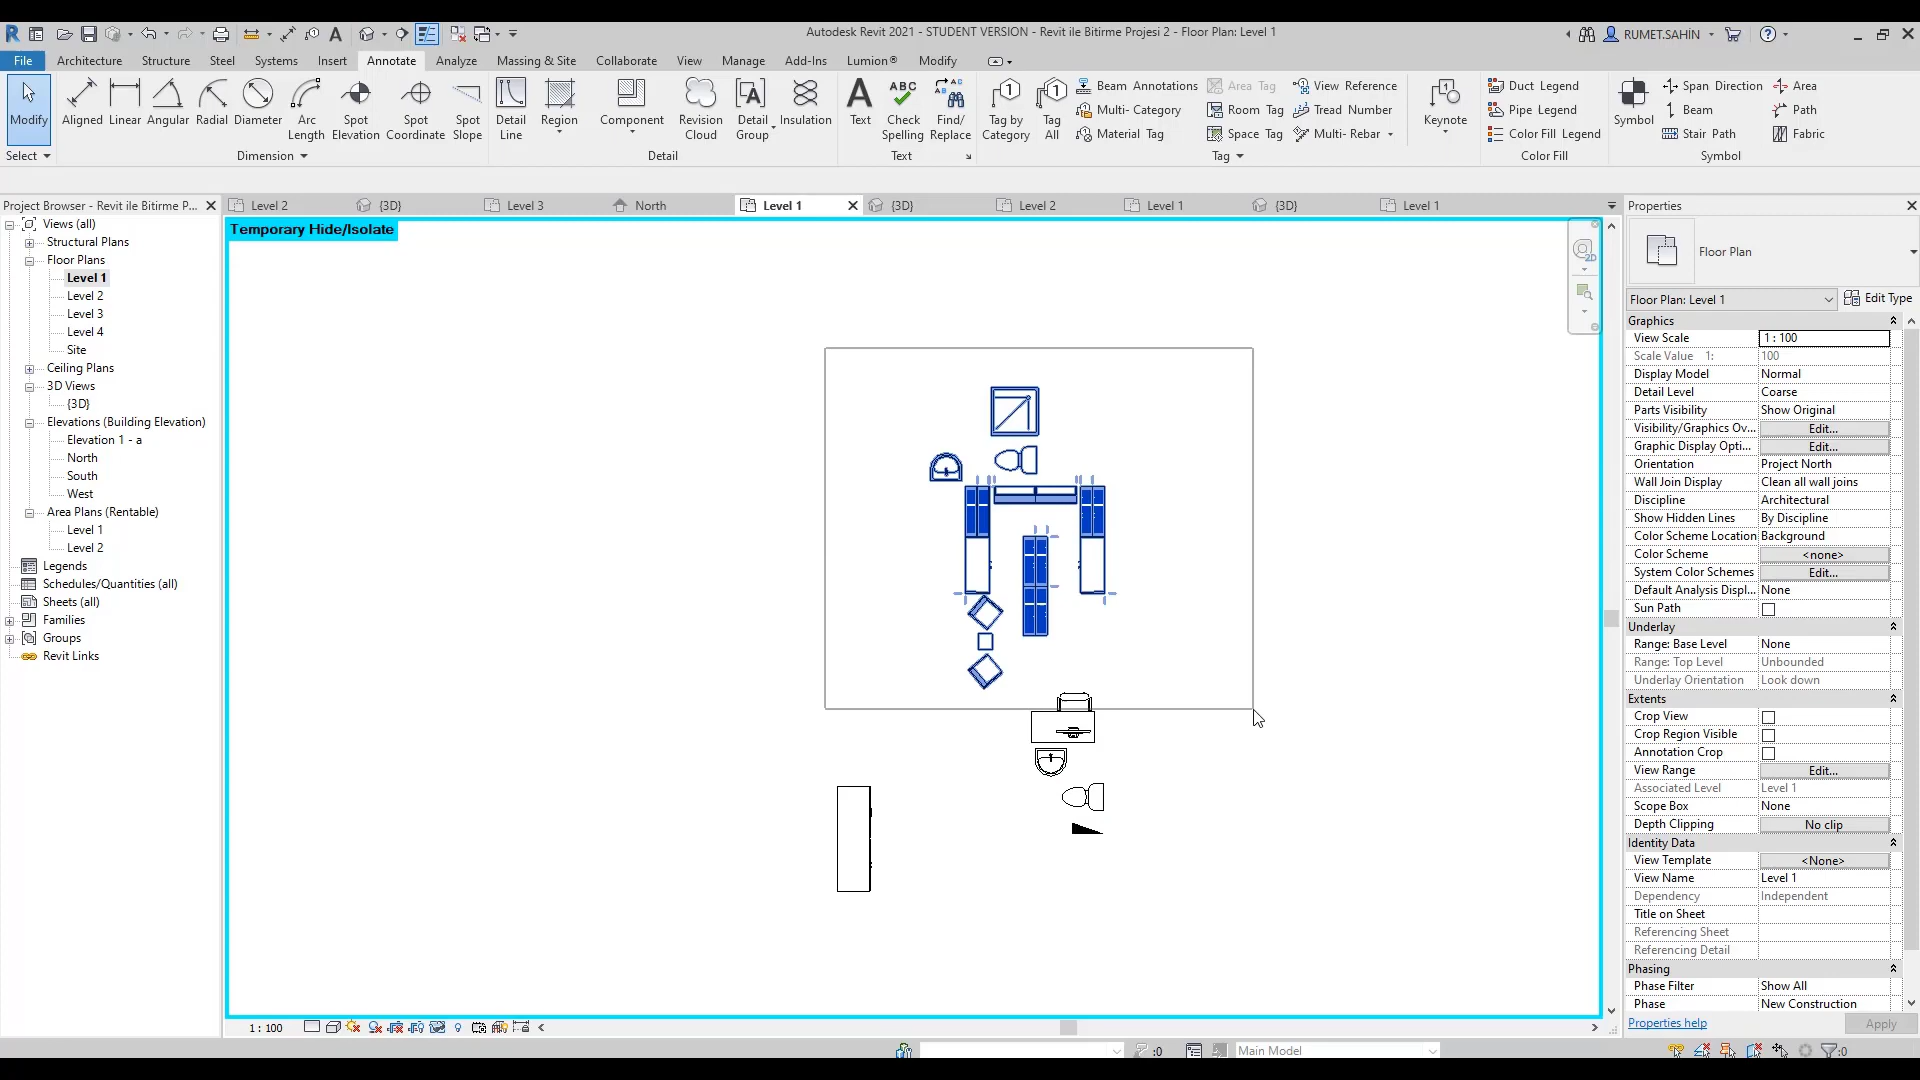 Autodesk Revit 2021 - STUDENT VERSION - Revit ile Bitirme Projesi 2 - Floor Plan: Level 1
RUMET.SAHİN
File Architecture Structure Steel Systems Insert Annotate Analyze Massing & Site Collaborate View Manage Add-Ins Lumion® Modify
Modify Aligned Linear Angular Radial Diameter Arc Length Spot Elevation Spot Coordinate Spot Slope
Detail Line Region Component Revision Cloud Detail Group Insulation
Text Check Spelling Find/ Replace
Tag by Category Tag All Beam Annotations Area Tag View Reference
Multi- Category Room Tag Tread Number
Material Tag Space Tag Multi- Rebar
Keynote
Duct Legend
Pipe Legend
Color Fill Legend
Symbol Span Direction Area
Beam Path
Stair Path Fabric
Select Dimension Detail Text Tag Color Fill Symbol
Project Browser - Revit ile Bitirme P...
Level 2 {3D} Level 3 North Level 1 {3D} Level 2 Level 1 {3D} Level 1
Views (all)
Structural Plans
Floor Plans
Level 1
Level 2
Level 3
Level 4
Site
Ceiling Plans
3D Views
{3D}
Elevations (Building Elevation)
Elevation 1 - a
North
South
West
Area Plans (Rentable)
Level 1
Level 2
Legends
Schedules/Quantities (all)
Sheets (all)
Families
Groups
Revit Links
Temporary Hide/Isolate
2D
Properties
Floor Plan
Floor Plan: Level 1 Edit Type
Graphics
View Scale 1 : 100
Scale Value 1: 100
Display Model Normal
Detail Level Coarse
Parts Visibility Show Original
Visibility/Graphics Ov... Edit...
Graphic Display Opti... Edit...
Orientation Project North
Wall Join Display Clean all wall joins
Discipline Architectural
Show Hidden Lines By Discipline
Color Scheme Location Background
Color Scheme <none>
System Color Schemes Edit...
Default Analysis Displ... None
Sun Path
Underlay
Range: Base Level None
Range: Top Level Unbounded
Underlay Orientation Look down
Extents
Crop View
Crop Region Visible
Annotation Crop
View Range Edit...
Associated Level Level 1
Scope Box None
Depth Clipping No clip
Identity Data
View Template <None>
View Name Level 1
Dependency Independent
Title on Sheet
Referencing Sheet
Referencing Detail
Phasing
Phase Filter Show All
Phase New Construction
Properties help Apply
1 : 100
:0 Main Model :0